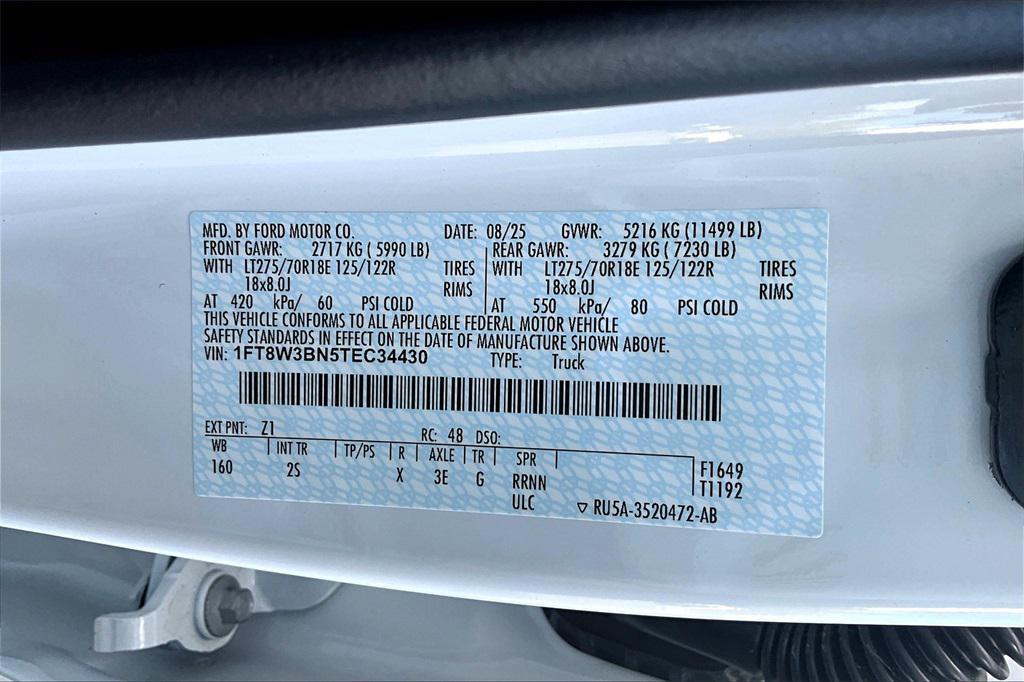 MFD. BY FORD MOTOR CO. DATE: 08/25 GVWR: 5216 KG (11499 LB)
FRONT GAWR: 2717 KG ( 5990 LB) REAR GAWR: 3279 KG ( 7230 LB)
WITH LT275/70R18E 125/122R TIRES WITH LT275/70R18E 125/122R TIRES
18x8.0J RIMS 18x8.0J RIMS
AT 420 kPa/ 60 PSI COLD AT 550 kPa/ 80 PSI COLD
THIS VEHICLE CONFORMS TO ALL APPLICABLE FEDERAL MOTOR VEHICLE
SAFETY STANDARDS IN EFFECT ON THE DATE OF MANUFACTURE SHOWN ABOVE.
VIN: 1FT8W3BN5TEC34430 TYPE: Truck
EXT PNT: Z1 RC: 48 DSO:
WB INT TR TP/PS R AXLE TR SPR F1649
160 2S X 3E G RRNN T1192
ULC RU5A-3520472-AB